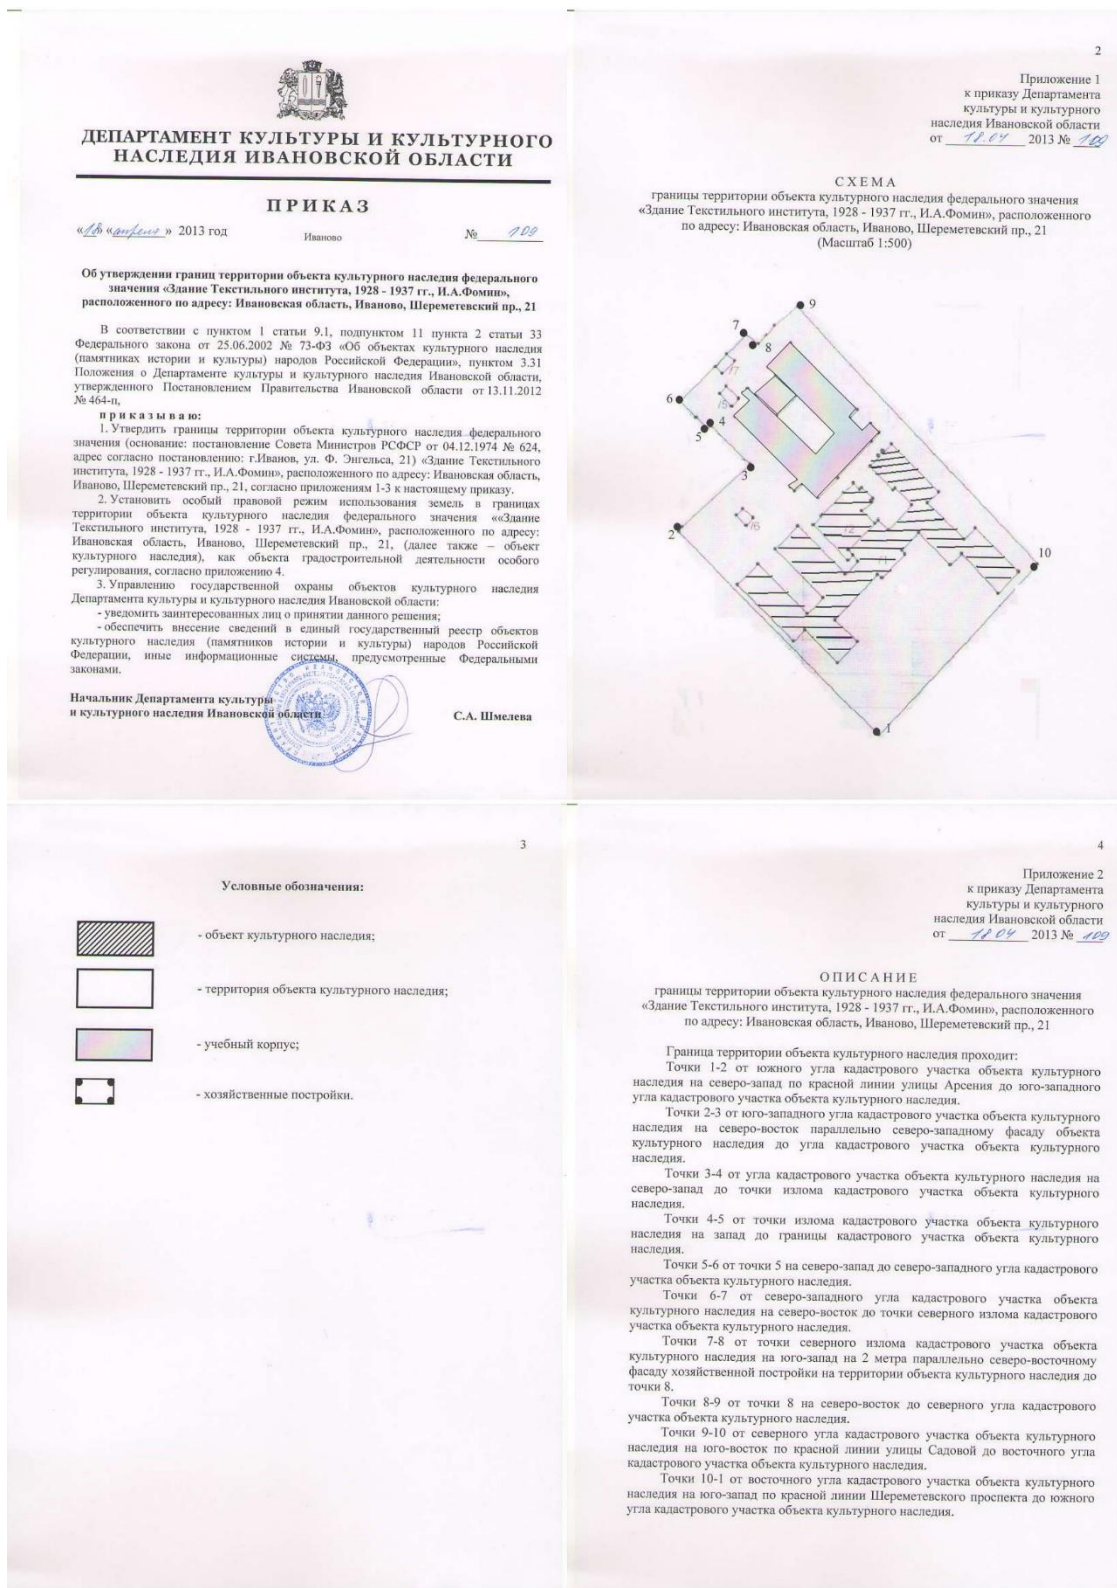 ДЕПАРТАМЕНТ КУЛЬТУРЫ И КУЛЬТУРНОГО
НАСЛЕДИЯ ИВАНОВСКОЙ ОБЛАСТИ
ПРИКАЗ
«18» «апреля» 2013 год
Иваново
№ 109
Об утверждении границ территории объекта культурного наследия федерального
значения «Здание Текстильного института, 1928 - 1937 гг., И.А.Фомин»,
расположенного по адресу: Ивановская область, Иваново, Шереметевский пр., 21
В соответствии с пунктом 1 статьи 9.1, подпунктом 11 пункта 2 статьи 33
Федерального закона от 25.06.2002 № 73-ФЗ «Об объектах культурного наследия
(памятниках истории и культуры) народов Российской Федерации», пунктом 3.31
Положения о Департаменте культуры и культурного наследия Ивановской области,
утвержденного Постановлением Правительства Ивановской области от 13.11.2012
№ 464-п,
приказываю:
1. Утвердить границы территории объекта культурного наследия федерального
значения (основание: постановление Совета Министров РСФСР от 04.12.1974 № 624,
адрес согласно постановлению: г.Иванов, ул. Ф. Энгельса, 21) «Здание Текстильного
института, 1928 - 1937 гг., И.А.Фомин», расположенного по адресу: Ивановская область,
Иваново, Шереметевский пр., 21, согласно приложениям 1-3 к настоящему приказу.
2. Установить особый правовой режим использования земель в границах
территории объекта культурного наследия федерального значения ««Здание
Текстильного института, 1928 - 1937 гг., И.А.Фомин», расположенного по адресу:
Ивановская область, Иваново, Шереметевский пр., 21, (далее также – объект
культурного наследия), как объекта градостроительной деятельности особого
регулирования, согласно приложению 4.
3. Управлению государственной охраны объектов культурного наследия
Департамента культуры и культурного наследия Ивановской области:
- уведомить заинтересованных лиц о принятии данного решения;
- обеспечить внесение сведений в единый государственный реестр объектов
культурного наследия (памятников истории и культуры) народов Российской
Федерации, иные информационные системы, предусмотренные Федеральными
законами.
Начальник Департамента культуры
и культурного наследия Ивановской области
С.А. Шмелева
2
Приложение 1
к приказу Департамента
культуры и культурного
наследия Ивановской области
от 18.04 2013 № 109
СХЕМА
границы территории объекта культурного наследия федерального значения
«Здание Текстильного института, 1928 - 1937 гг., И.А.Фомин», расположенного
по адресу: Ивановская область, Иваново, Шереметевский пр., 21
(Масштаб 1:500)
9
7
8
6
4
5
3
2
10
1
3
Условные обозначения:
- объект культурного наследия;
- территория объекта культурного наследия;
- учебный корпус;
- хозяйственные постройки.
4
Приложение 2
к приказу Департамента
культуры и культурного
наследия Ивановской области
от 18.04 2013 № 109
ОПИСАНИЕ
границы территории объекта культурного наследия федерального значения
«Здание Текстильного института, 1928 - 1937 гг., И.А.Фомин», расположенного
по адресу: Ивановская область, Иваново, Шереметевский пр., 21
Граница территории объекта культурного наследия проходит:
Точки 1-2 от южного угла кадастрового участка объекта культурного
наследия на северо-запад по красной линии улицы Арсения до юго-западного
угла кадастрового участка объекта культурного наследия.
Точки 2-3 от юго-западного угла кадастрового участка объекта культурного
наследия на северо-восток параллельно северо-западному фасаду объекта
культурного наследия до угла кадастрового участка объекта культурного
наследия.
Точки 3-4 от угла кадастрового участка объекта культурного наследия на
северо-запад до точки излома кадастрового участка объекта культурного
наследия.
Точки 4-5 от точки излома кадастрового участка объекта культурного
наследия на запад до границы кадастрового участка объекта культурного
наследия.
Точки 5-6 от точки 5 на северо-запад до северо-западного угла кадастрового
участка объекта культурного наследия.
Точки 6-7 от северо-западного угла кадастрового участка объекта
культурного наследия на северо-восток до точки северного излома кадастрового
участка объекта культурного наследия.
Точки 7-8 от точки северного излома кадастрового участка объекта
культурного наследия на юго-запад на 2 метра параллельно северо-восточному
фасаду хозяйственной постройки на территории объекта культурного наследия до
точки 8.
Точки 8-9 от точки 8 на северо-восток до северного угла кадастрового
участка объекта культурного наследия.
Точки 9-10 от северного угла кадастрового участка объекта культурного
наследия на юго-восток по красной линии улицы Садовой до восточного угла
кадастрового участка объекта культурного наследия.
Точки 10-1 от восточного угла кадастрового участка объекта культурного
наследия на юго-запад по красной линии Шереметевского проспекта до южного
угла кадастрового участка объекта культурного наследия.